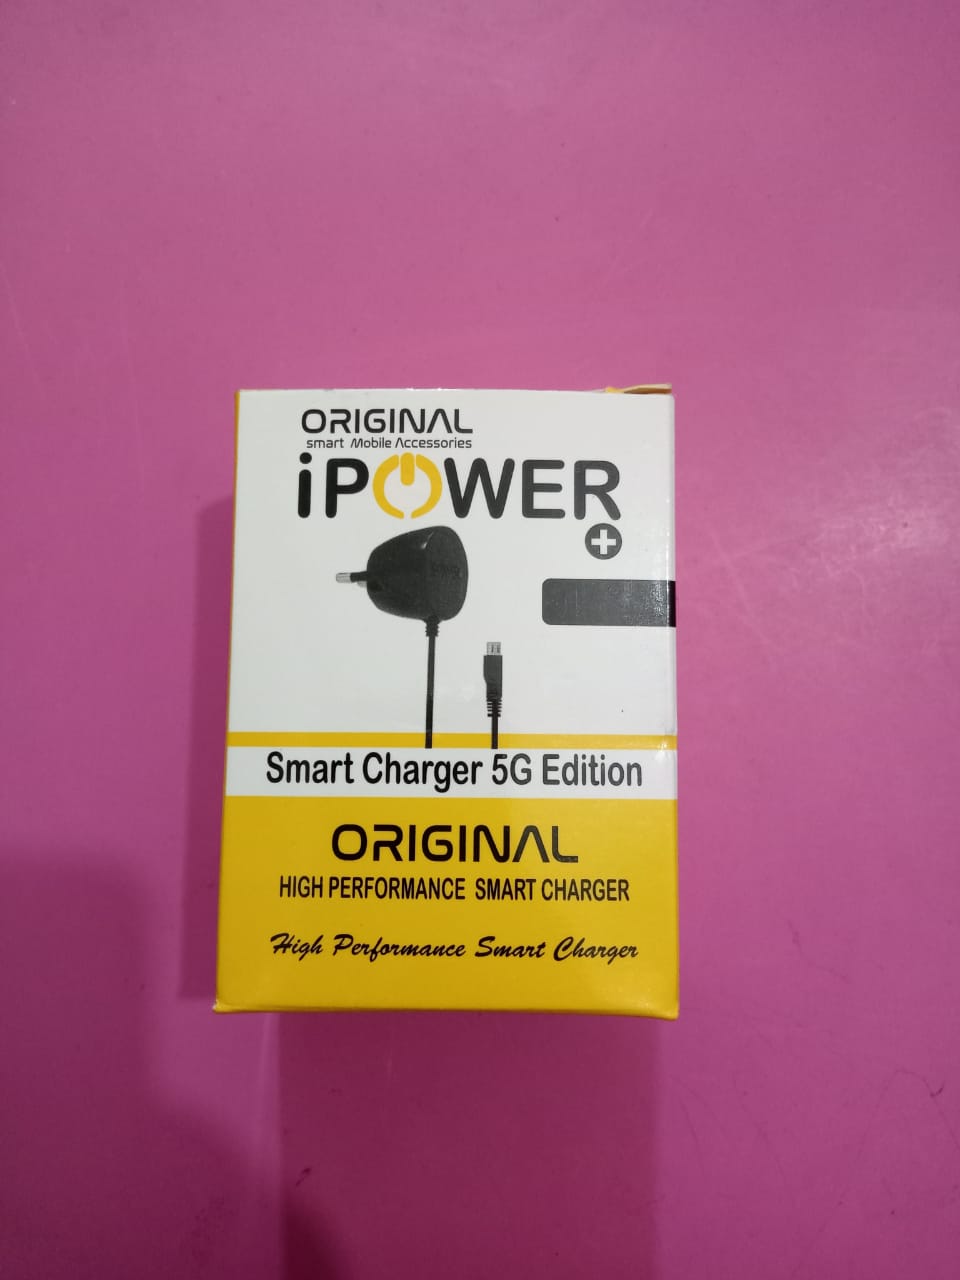 ORIGINAL
smart Mobile Accessories
iPOWER
Smart Charger 5G Edition
ORIGINAL
HIGH PERFORMANCE SMART CHARGER
High Performance Smart Charger